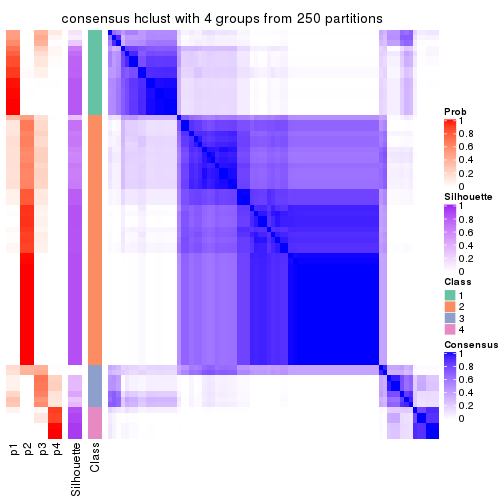 consensus hclust with 4 groups from 250 partitions
Prob
1
0.8
0.6
0.4
0.2
0
Silhouette
1
0.8
0.6
0.4
0.2
0
Class
1
2
3
4
Consensus
1
0.8
0.6
0.4
0.2
0
p1
p2
p3
p4
Silhouette
Class